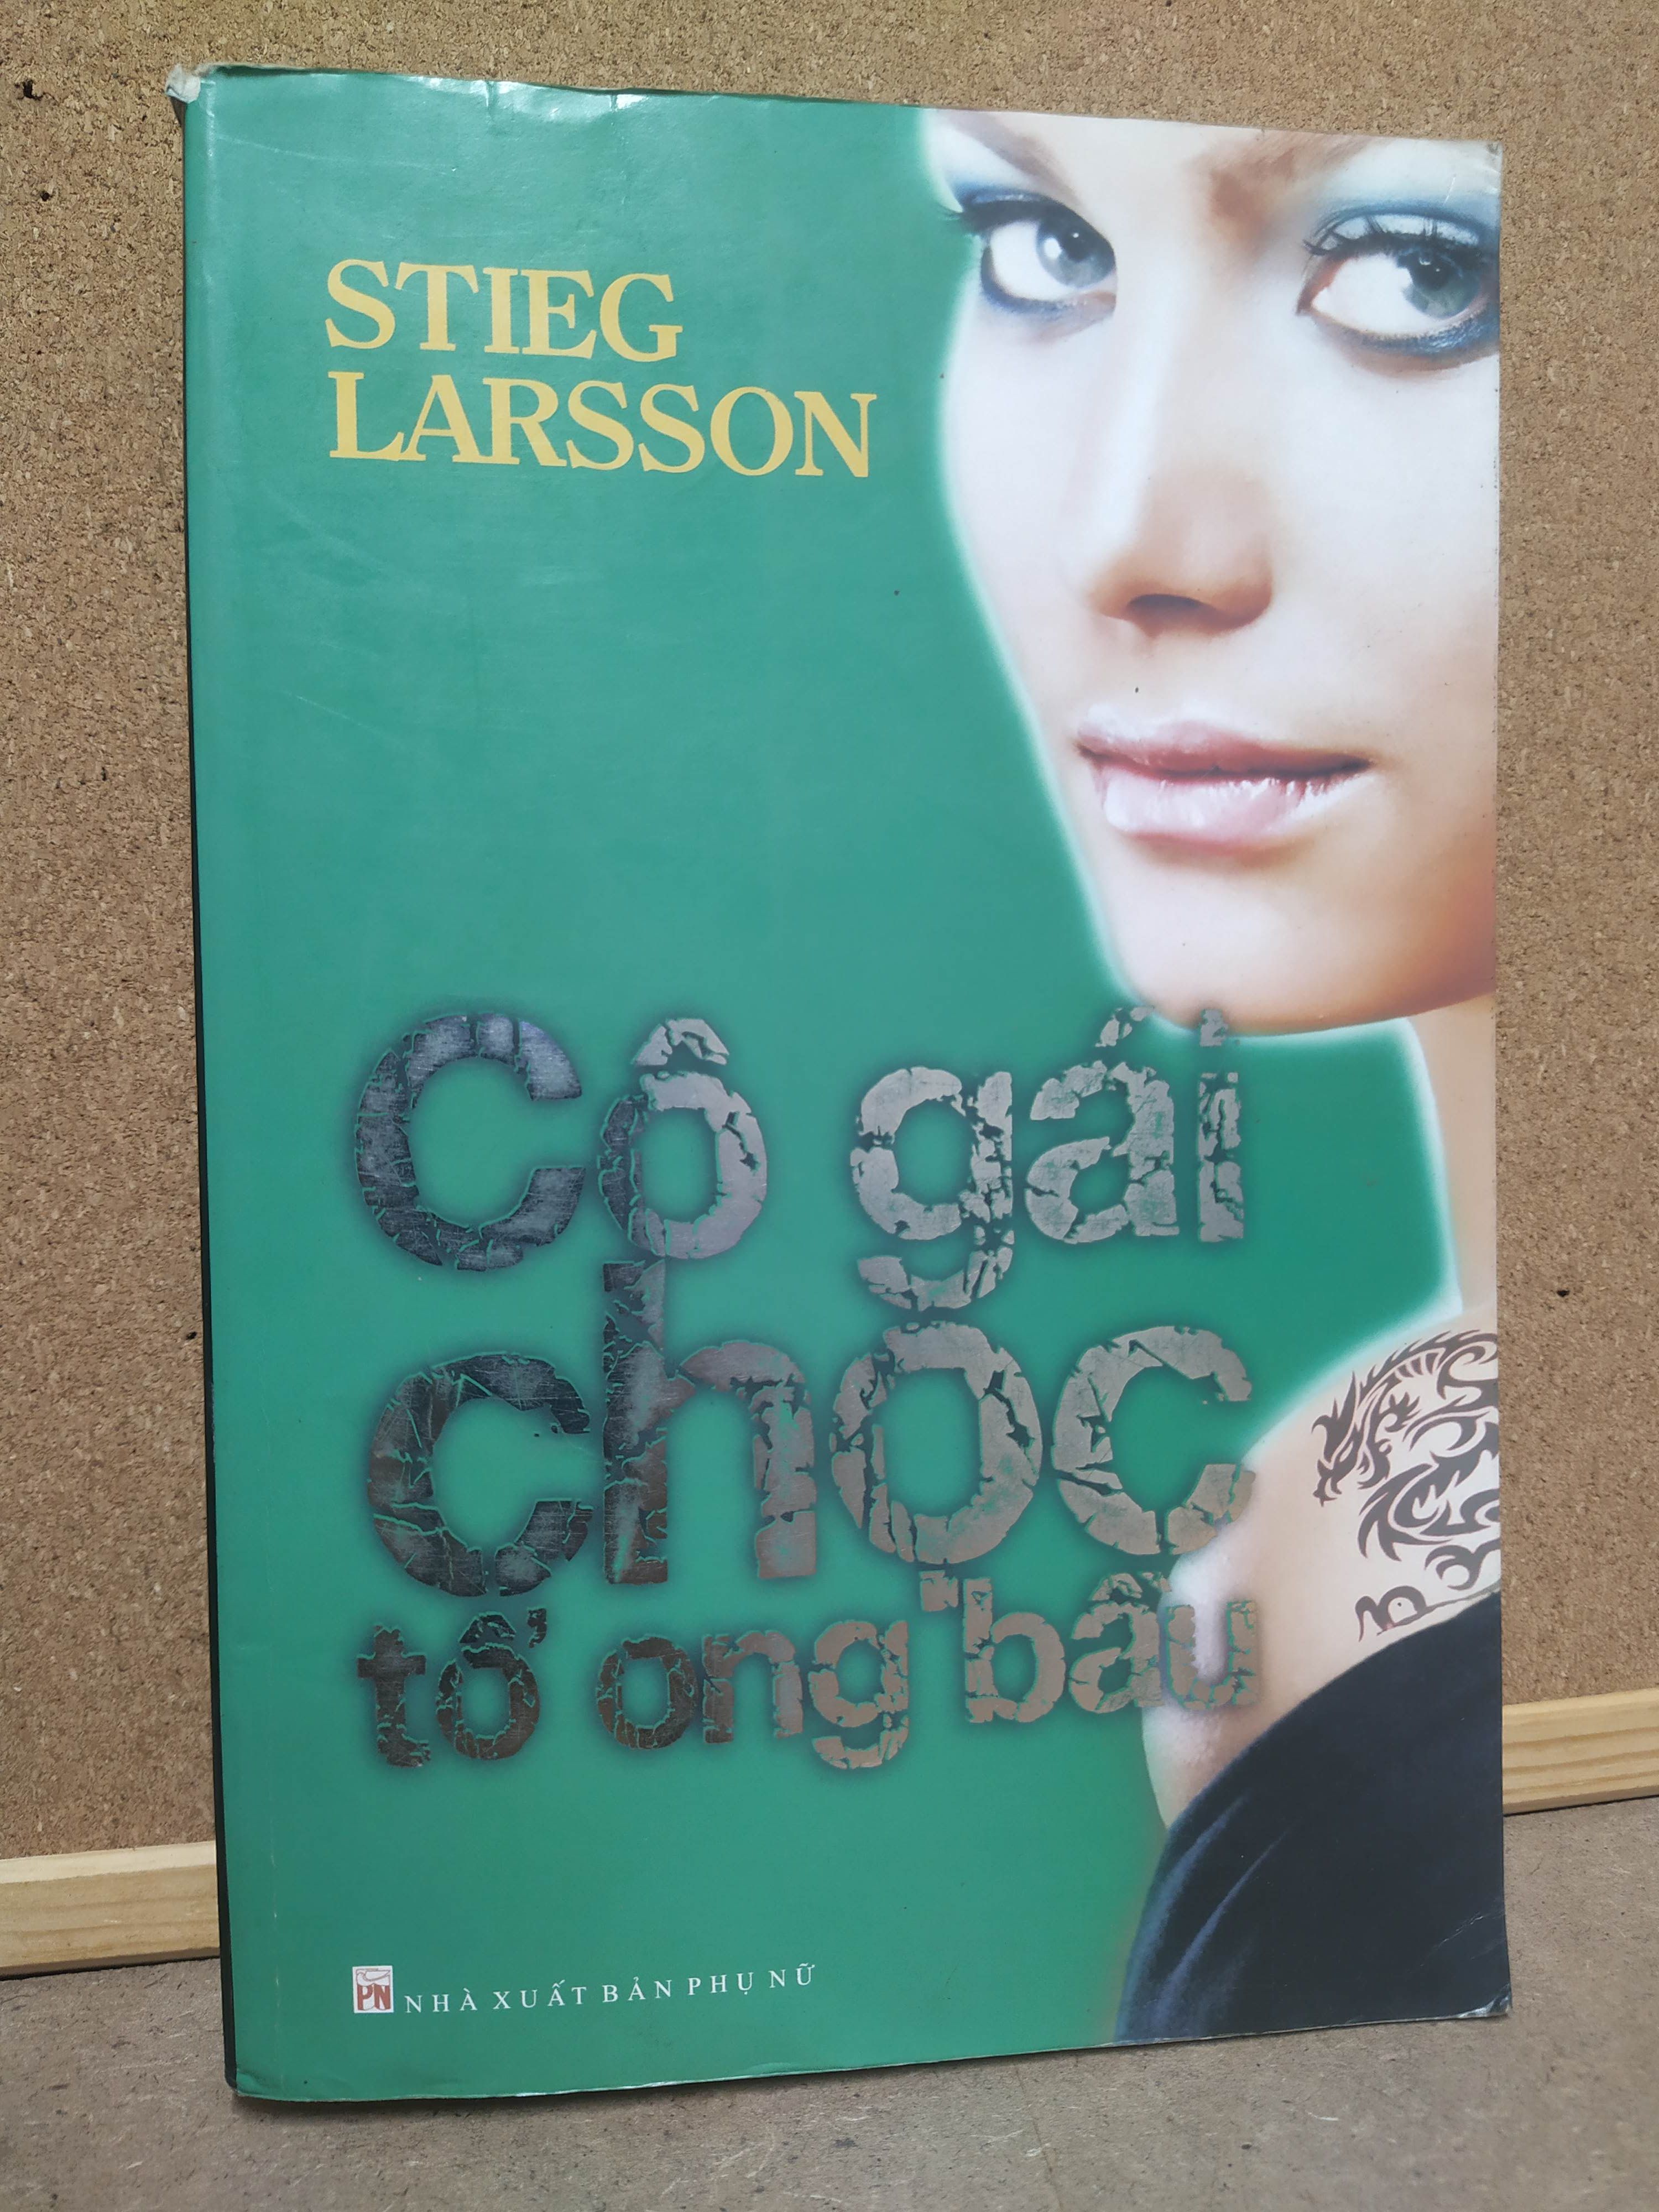 STIEG
LARSSON
Cô gái
chọc
tổ ong bầu
PN NHÀ XUẤT BẢN PHỤ NỮ